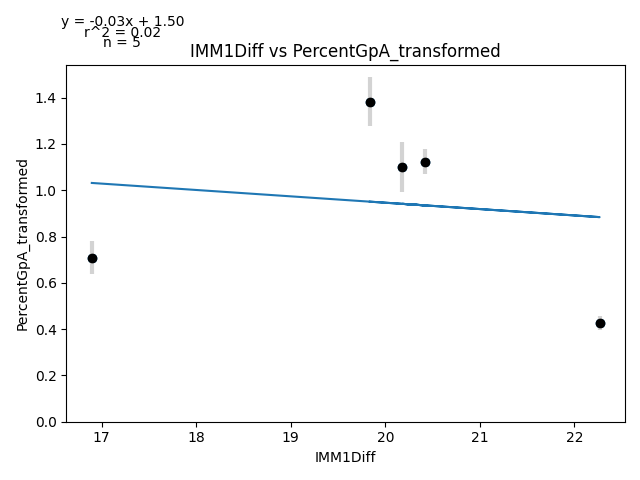 y = -0.03x + 1.50
r^2 = 0.02
n = 5
IMM1Diff vs PercentGpA_transformed
PercentGpA_transformed
1.4
1.2
1.0
0.8
0.6
0.4
0.2
0.0
17 18 19 20 21 22
IMM1Diff